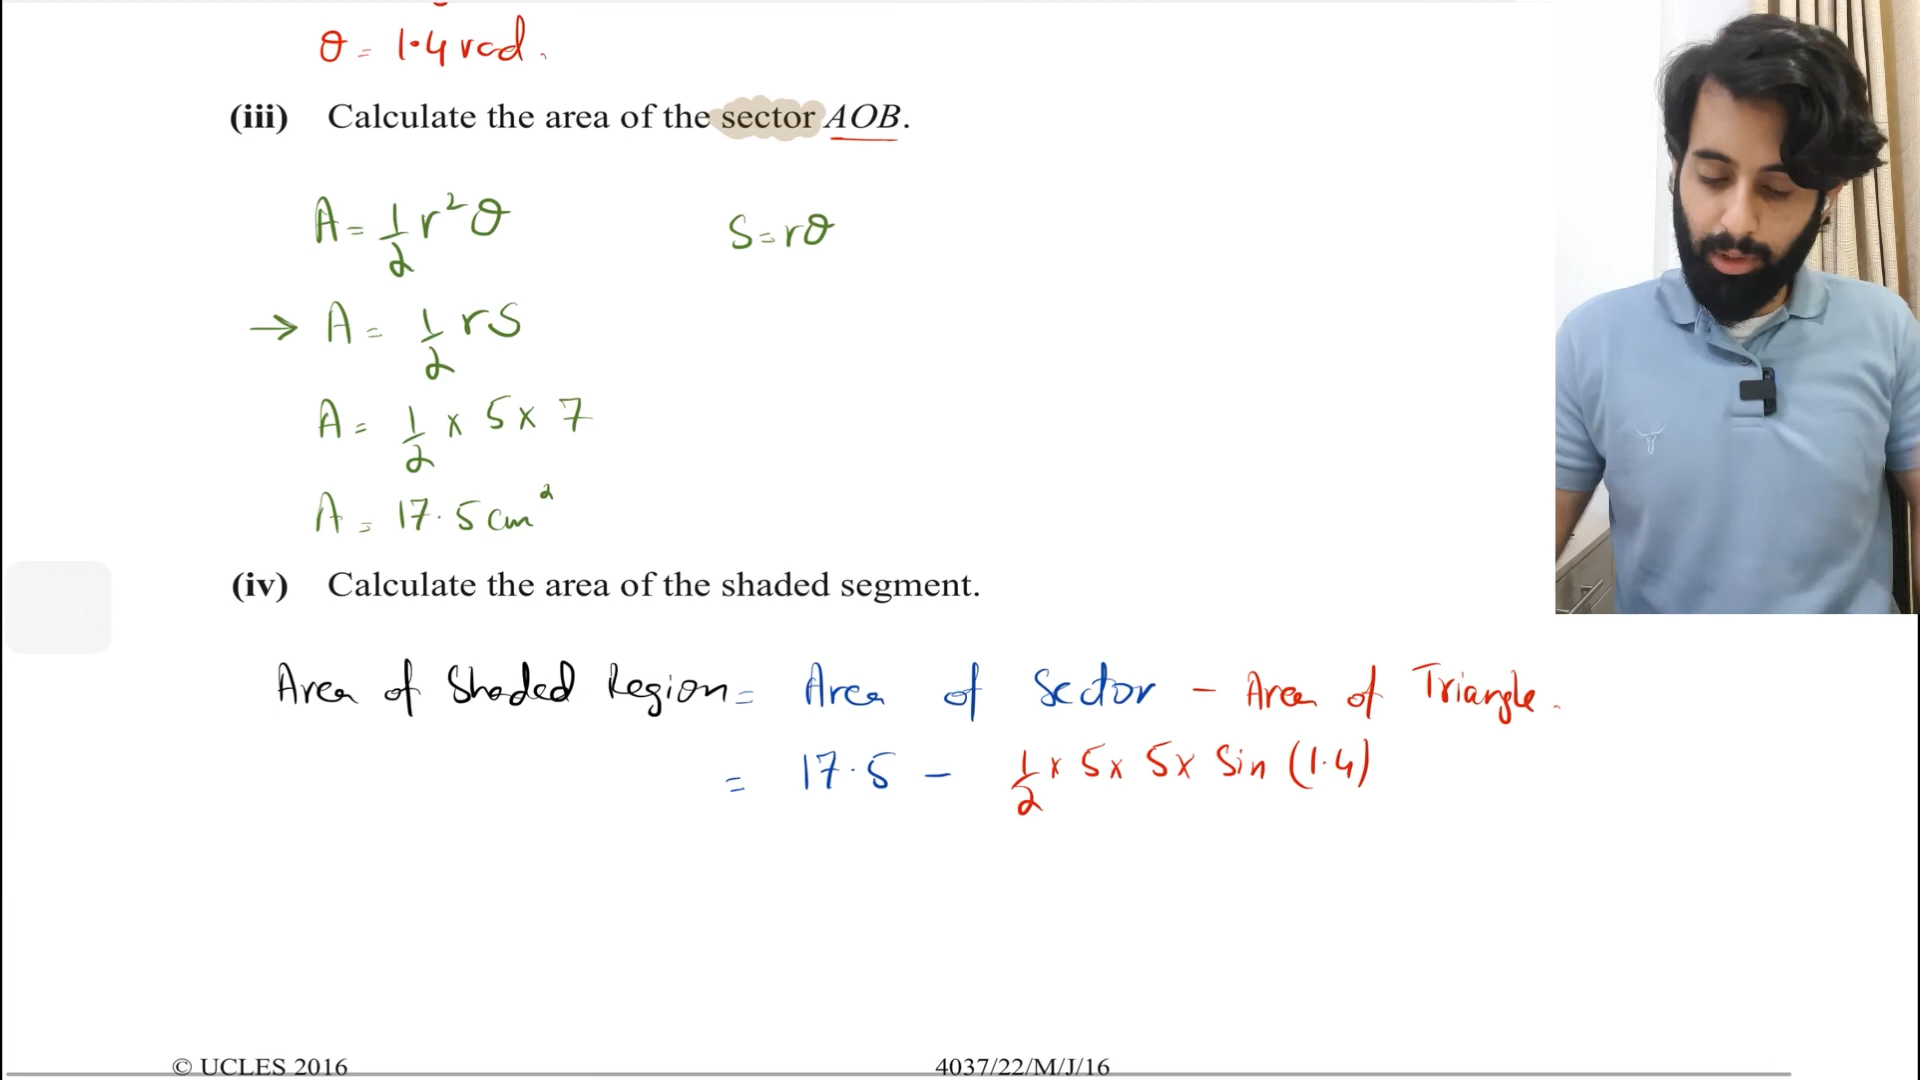 θ = 1.4 rad.
(iii) Calculate the area of the sector AOB.
A = 1/2 r²θ
S = rθ
→ A = 1/2 rS
A = 1/2 × 5 × 7
A = 17.5 cm²
(iv) Calculate the area of the shaded segment.
Area of Shaded Region = Area of Sector - Area of Triangle.
= 17.5 - 1/2 × 5 × 5 × Sin (1.4)
© UCLES 2016 4037/22/M/J/16